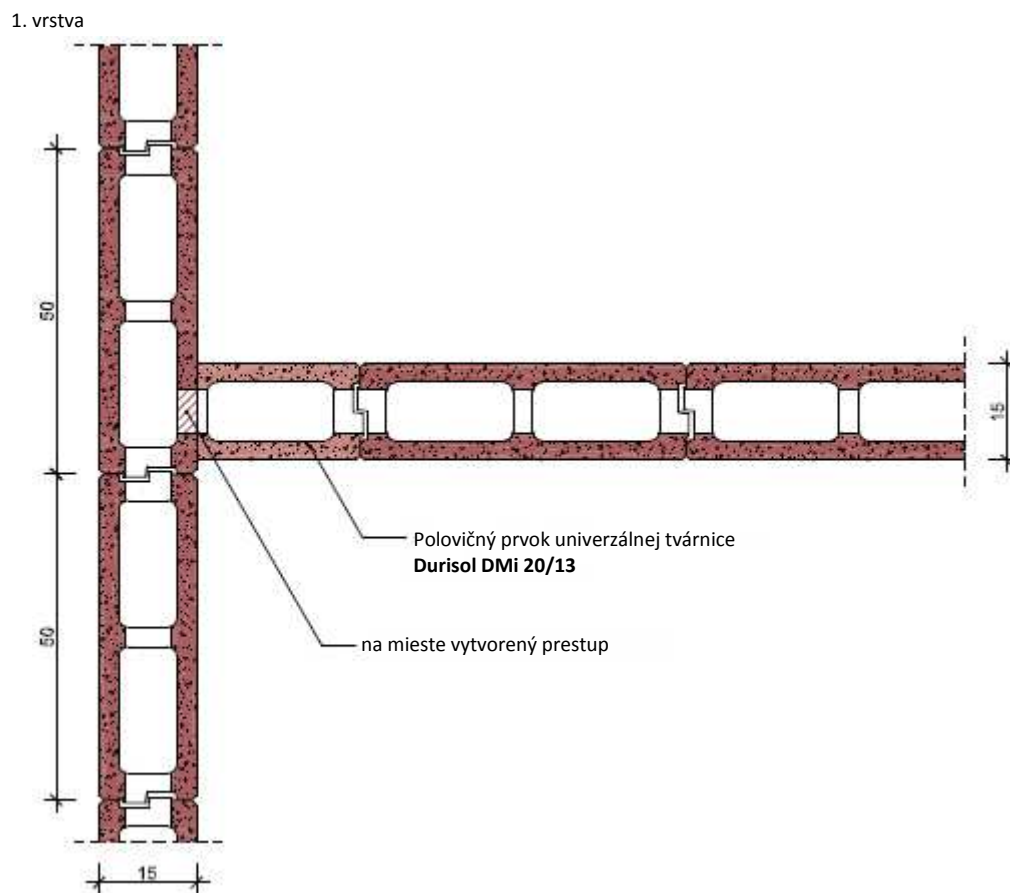 1. vrstva
50
15
Polovičný prvok univerzálnej tvárnice
Durisol DMi 20/13
na mieste vytvorený prestup
50
15